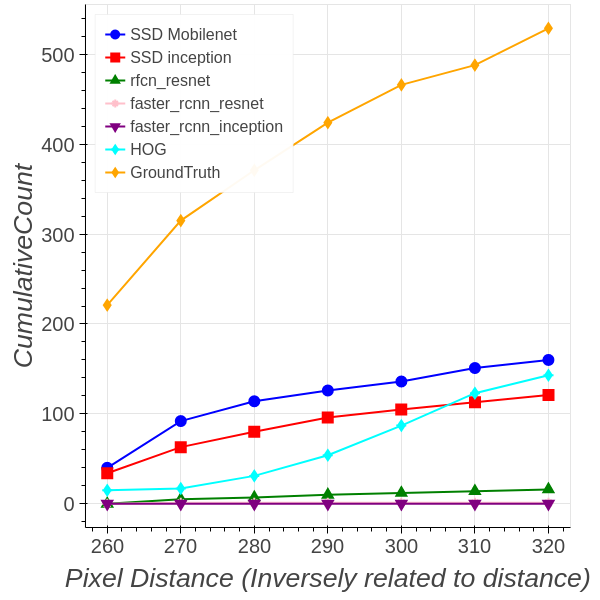 SSD Mobilenet
SSD inception
rfcn_resnet
faster_rcnn_resnet
faster_rcnn_inception
HOG
GroundTruth
CumulativeCount
500
400
300
200
100
0
260 270 280 290 300 310 320
Pixel Distance (Inversely related to distance)